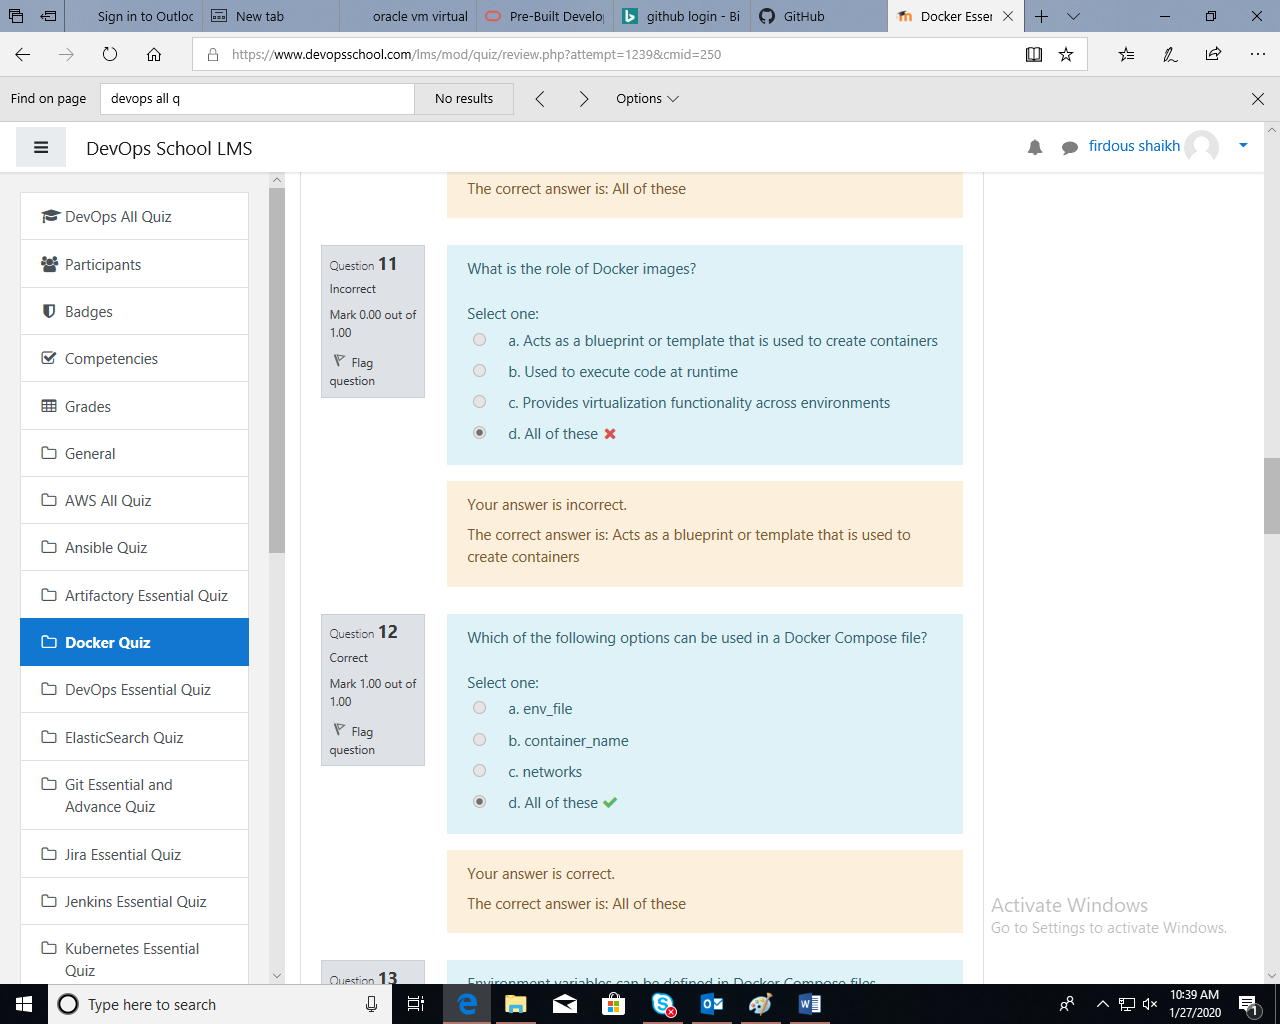 Sign in to Outloc
New tab
oracle vm virtual
Pre-Built Develo
github login - Bi
GitHub
Docker Esser
https://www.devopsschool.com/lms/mod/quiz/review.php?attempt=1239&cmid=250
Find on page
devops all q
No results
Options
DevOps School LMS
firdous shaikh
DevOps All Quiz
Participants
Badges
Competencies
Grades
General
AWS All Quiz
Ansible Quiz
Artifactory Essential Quiz
Docker Quiz
DevOps Essential Quiz
ElasticSearch Quiz
Git Essential and
Advance Quiz
Jira Essential Quiz
Jenkins Essential Quiz
Kubernetes Essential
Quiz
The correct answer is: All of these
Question 11
Incorrect
Mark 0.00 out of
1.00
Flag
question
What is the role of Docker images?
Select one:
a. Acts as a blueprint or template that is used to create containers
b. Used to execute code at runtime
c. Provides virtualization functionality across environments
d. All of these
Your answer is incorrect.
The correct answer is: Acts as a blueprint or template that is used to
create containers
Question 12
Correct
Mark 1.00 out of
1.00
Flag
question
Which of the following options can be used in a Docker Compose file?
Select one:
a. env_file
b. container_name
c. networks
d. All of these
Your answer is correct.
The correct answer is: All of these
Question 13
Environment variables can be defined in Docker Compose files
Activate Windows
Go to Settings to activate Windows.
Type here to search
10:39 AM
1/27/2020
1